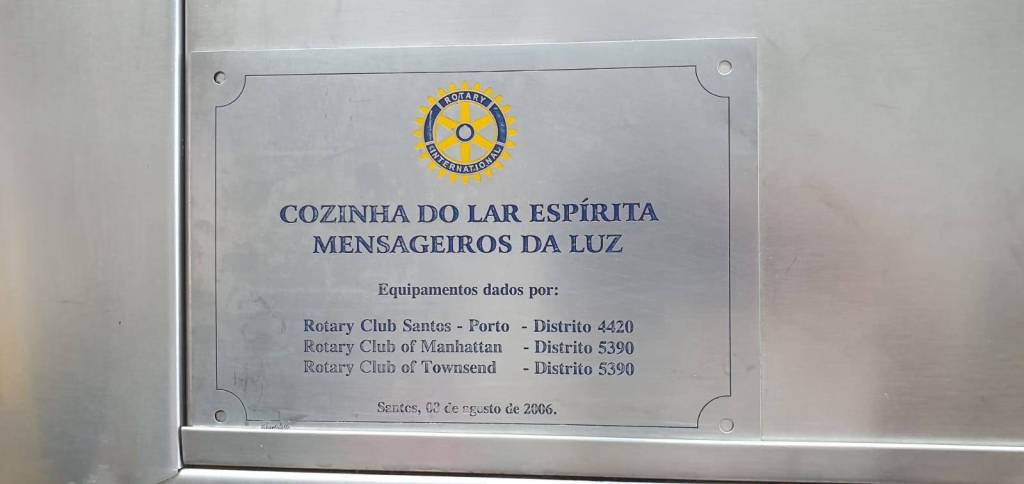 ROTARY
INTERNATIONAL
COZINHA DO LAR ESPÍRITA
MENSAGEIROS DA LUZ
Equipamentos dados por:
Rotary Club Santos - Porto - Distrito 4420
Rotary Club of Manhattan - Distrito 5390
Rotary Club of Townsend - Distrito 5390
Santos, de agosto de 2006.